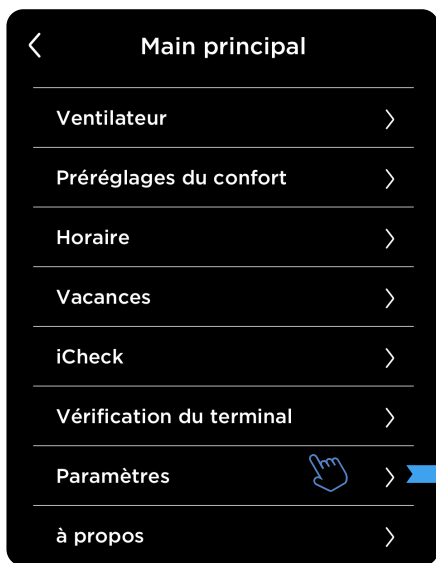 Main principal
Ventilateur
Préréglages du confort
Horaire
Vacances
iCheck
Vérification du terminal
Paramètres
à propos